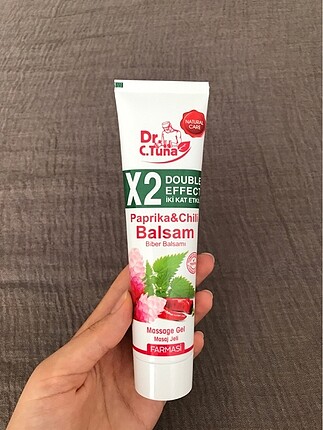 NATURAL
CARE
Dr.
C.Tuna
X2 DOUBLE
EFFECT
İKİ KAT ETKİ
Paprika&Chili
Balsam
Biber Balsamı
Massage Gel
Masaj Jeli
FARMASİ